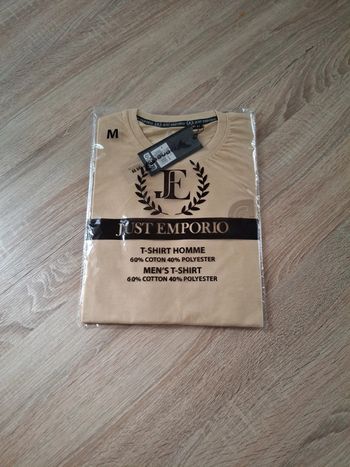 M
JE
JUST EMPORIO
T-SHIRT HOMME
60% COTON 40% POLYESTER
MEN'S T-SHIRT
60% COTTON 40% POLYESTER